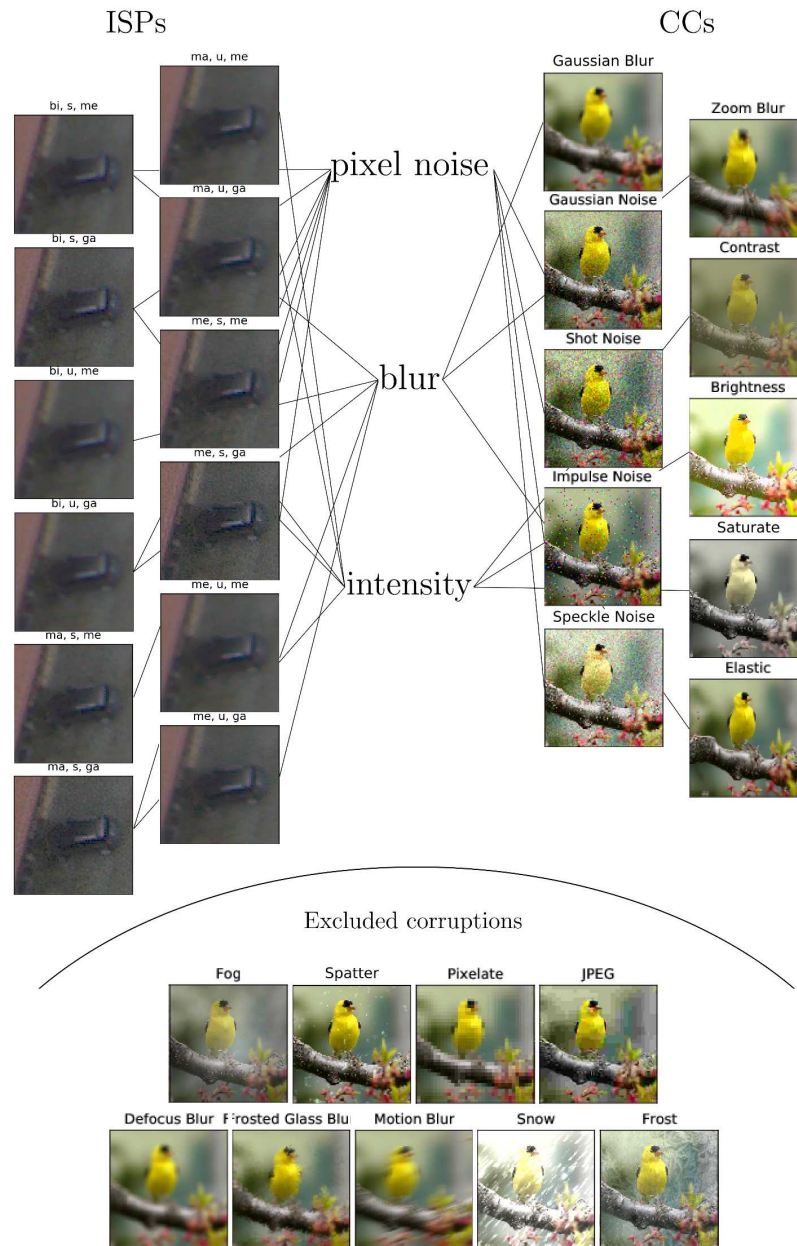 ISPs
CCs
ma, u, me
bi, s, me
ma, u, ga
bi, s, ga
me, s, me
bi, u, me
me, s, ga
bi, u, ga
me, u, me
ma, s, me
me, u, ga
ma, s, ga
pixel noise
blur
intensity
Gaussian Blur
Zoom Blur
Gaussian Noise
Contrast
Shot Noise
Brightness
Impulse Noise
Saturate
Speckle Noise
Elastic
Excluded corruptions
Fog Spatter Pixelate JPEG
Defocus Blur Frosted Glass Blur Motion Blur Snow Frost